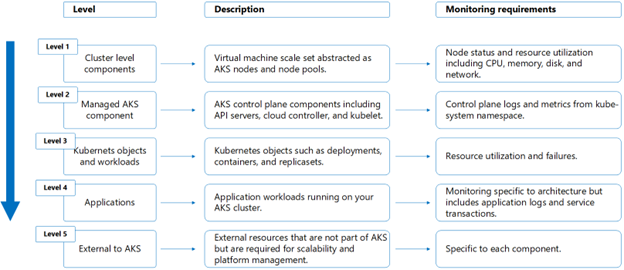 Level
Description
Monitoring requirements
Level 1
Cluster level
components
Virtual machine scale set abstracted as
AKS nodes and node pools.
Node status and resource utilization
including CPU, memory, disk, and
network.
Level 2
Managed AKS
component
AKS control plane components including
API servers, cloud controller, and kubelet.
Control plane logs and metrics from kube-
system namespace.
Level 3
Kubernets objects
and workloads
Kubernetes objects such as deployments,
containers, and replicasets.
Resource utilization and failures.
Level 4
Applications
Application workloads running on your
AKS cluster.
Monitoring specific to architecture but
includes application logs and service
transactions.
Level 5
External to AKS
External resources that are not part of AKS
but are required for scalability and
platform management.
Specific to each component.